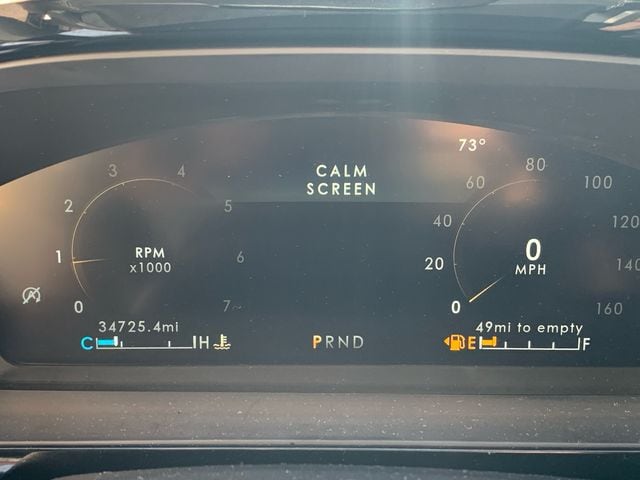 73°
CALM
SCREEN
3 4 60 80 100
2 5 40 120
1 RPM 6 20 0 140
x1000 MPH
0 7 0 160
34725.4mi 49mi to empty
C H PRND E F